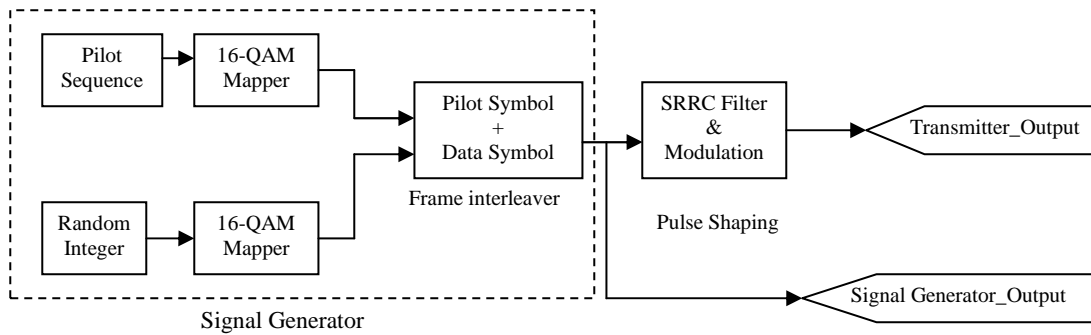 Pilot
Sequence
16-QAM
Mapper
Pilot Symbol
+
Data Symbol
SRRC Filter
&
Modulation
Transmitter_Output
Frame interleaver
Random
Integer
16-QAM
Mapper
Pulse Shaping
Signal Generator_Output
Signal Generator